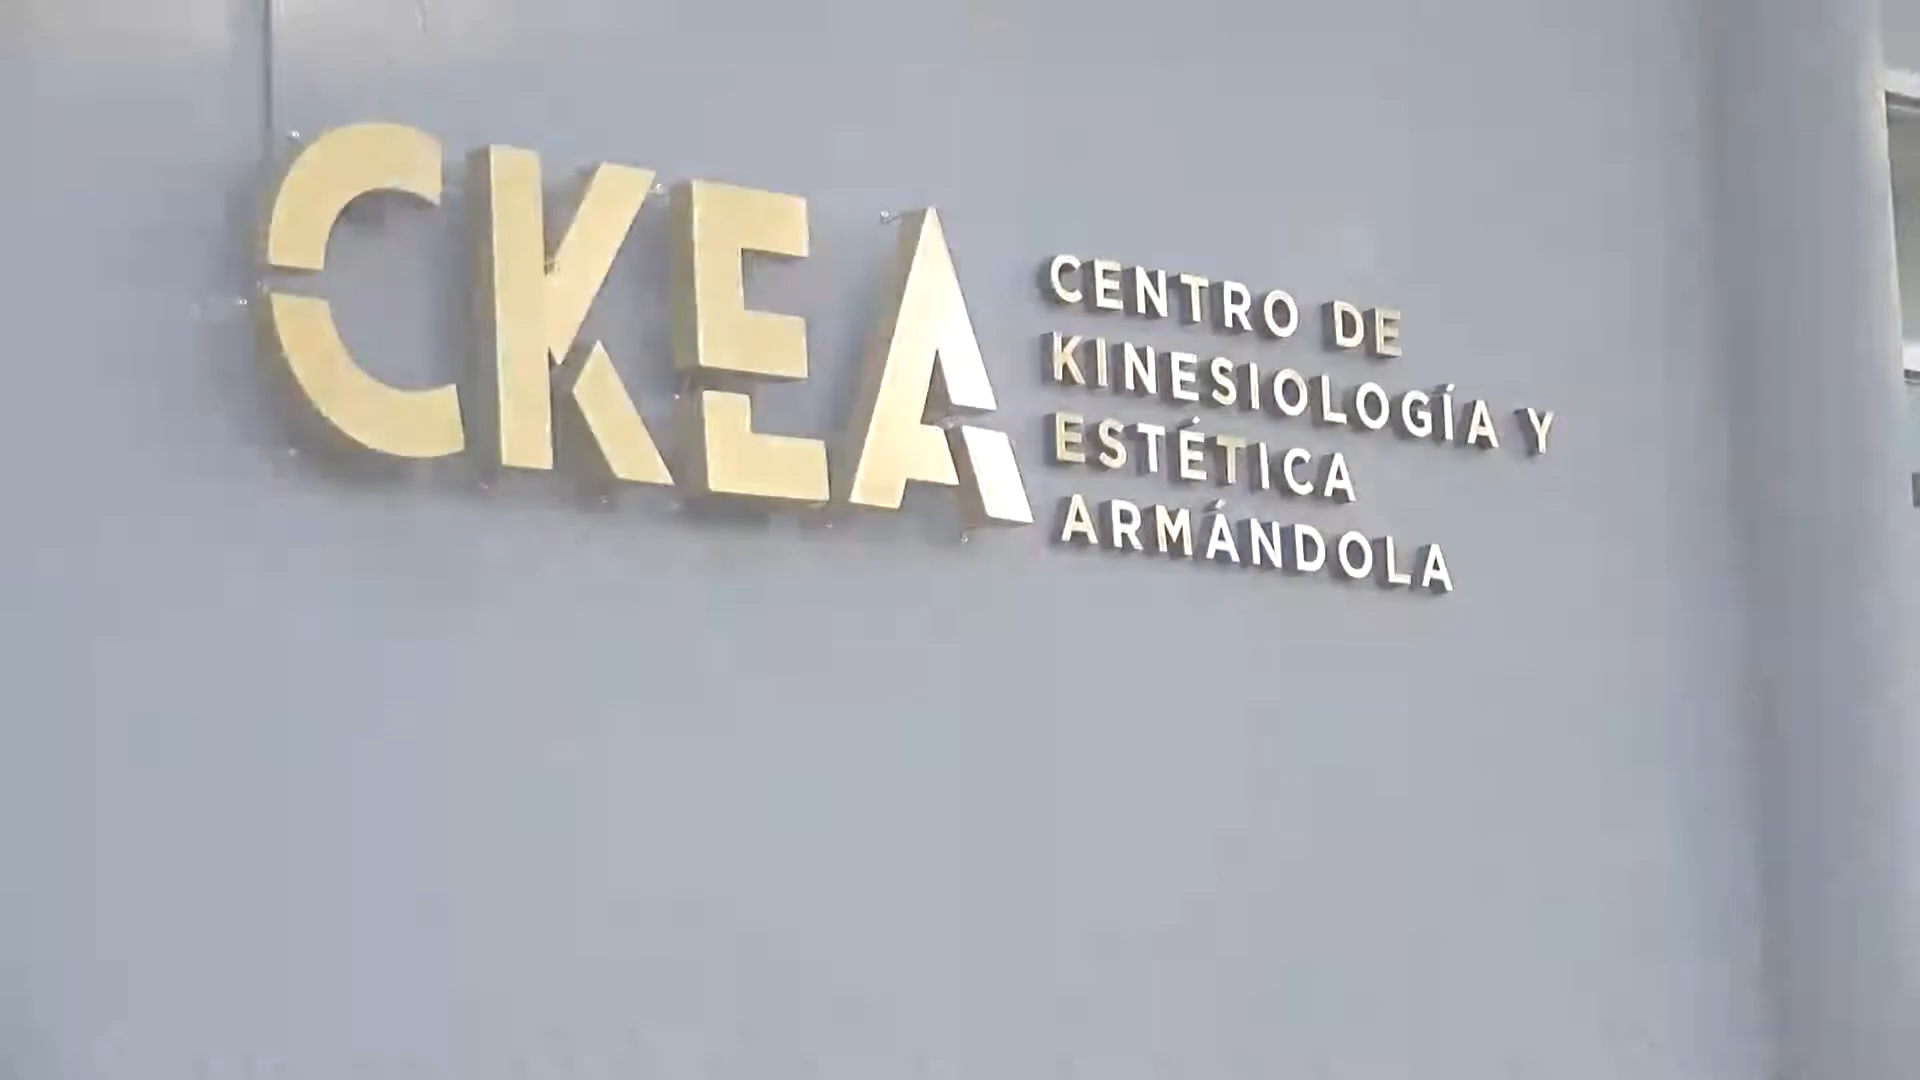 CKEA
CENTRO DE
KINESIOLOGÍA Y
ESTÉTICA
ARMÁNDOLA